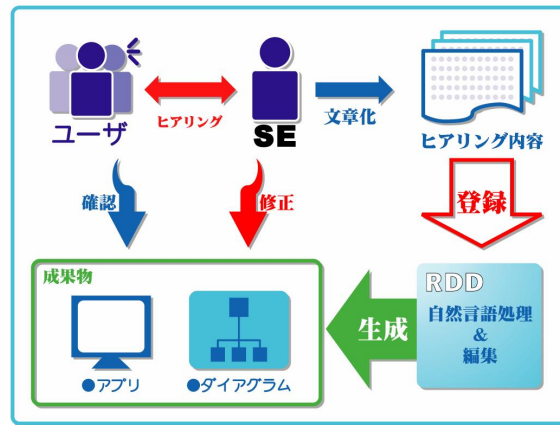 ユーザ
ヒアリング
SE
文章化
ヒアリング内容
確認
修正
登録
成果物
●アプリ
●ダイアグラム
生成
RDD
自然言語処理
&
編集